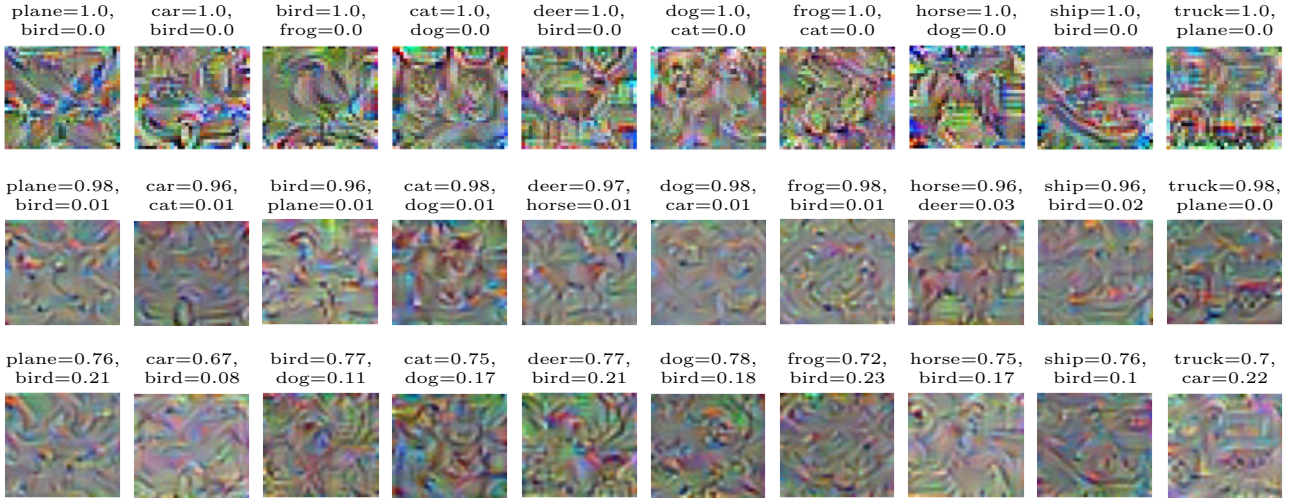 plane=1.0, car=1.0, bird=1.0, cat=1.0, deer=1.0, dog=1.0, frog=1.0, horse=1.0, ship=1.0, truck=1.0,
bird=0.0 bird=0.0 frog=0.0 dog=0.0 bird=0.0 cat=0.0 cat=0.0 dog=0.0 bird=0.0 plane=0.0
plane=0.98, car=0.96, bird=0.96, cat=0.98, deer=0.97, dog=0.98, frog=0.98, horse=0.96, ship=0.96, truck=0.98,
bird=0.01 cat=0.01 plane=0.01 dog=0.01 horse=0.01 car=0.01 bird=0.01 deer=0.03 bird=0.02 plane=0.0
plane=0.76, car=0.67, bird=0.77, cat=0.75, deer=0.77, dog=0.78, frog=0.72, horse=0.75, ship=0.76, truck=0.7,
bird=0.21 bird=0.08 dog=0.11 dog=0.17 bird=0.21 bird=0.18 bird=0.23 bird=0.17 bird=0.1 car=0.22